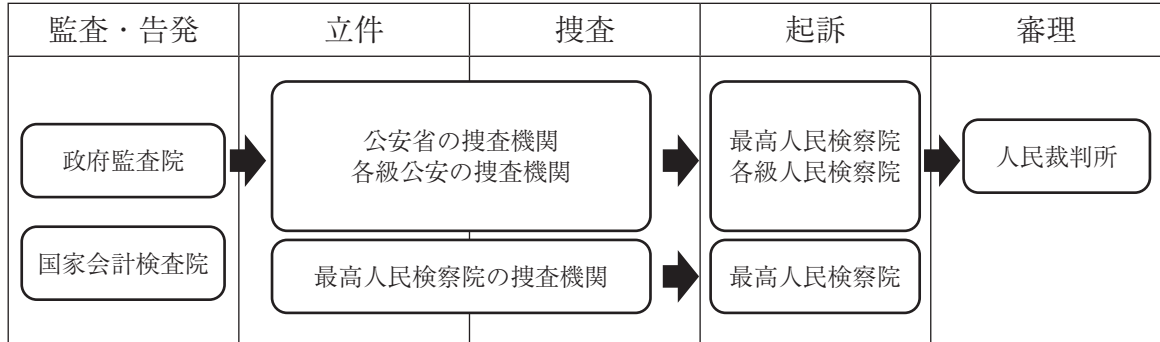 監査・告発
立件
捜査
起訴
審理
政府監査院
国家会計検査院
公安省の捜査機関
各級公安の捜査機関
最高人民検察院の捜査機関
最高人民検察院
各級人民検察院
最高人民検察院
人民裁判所